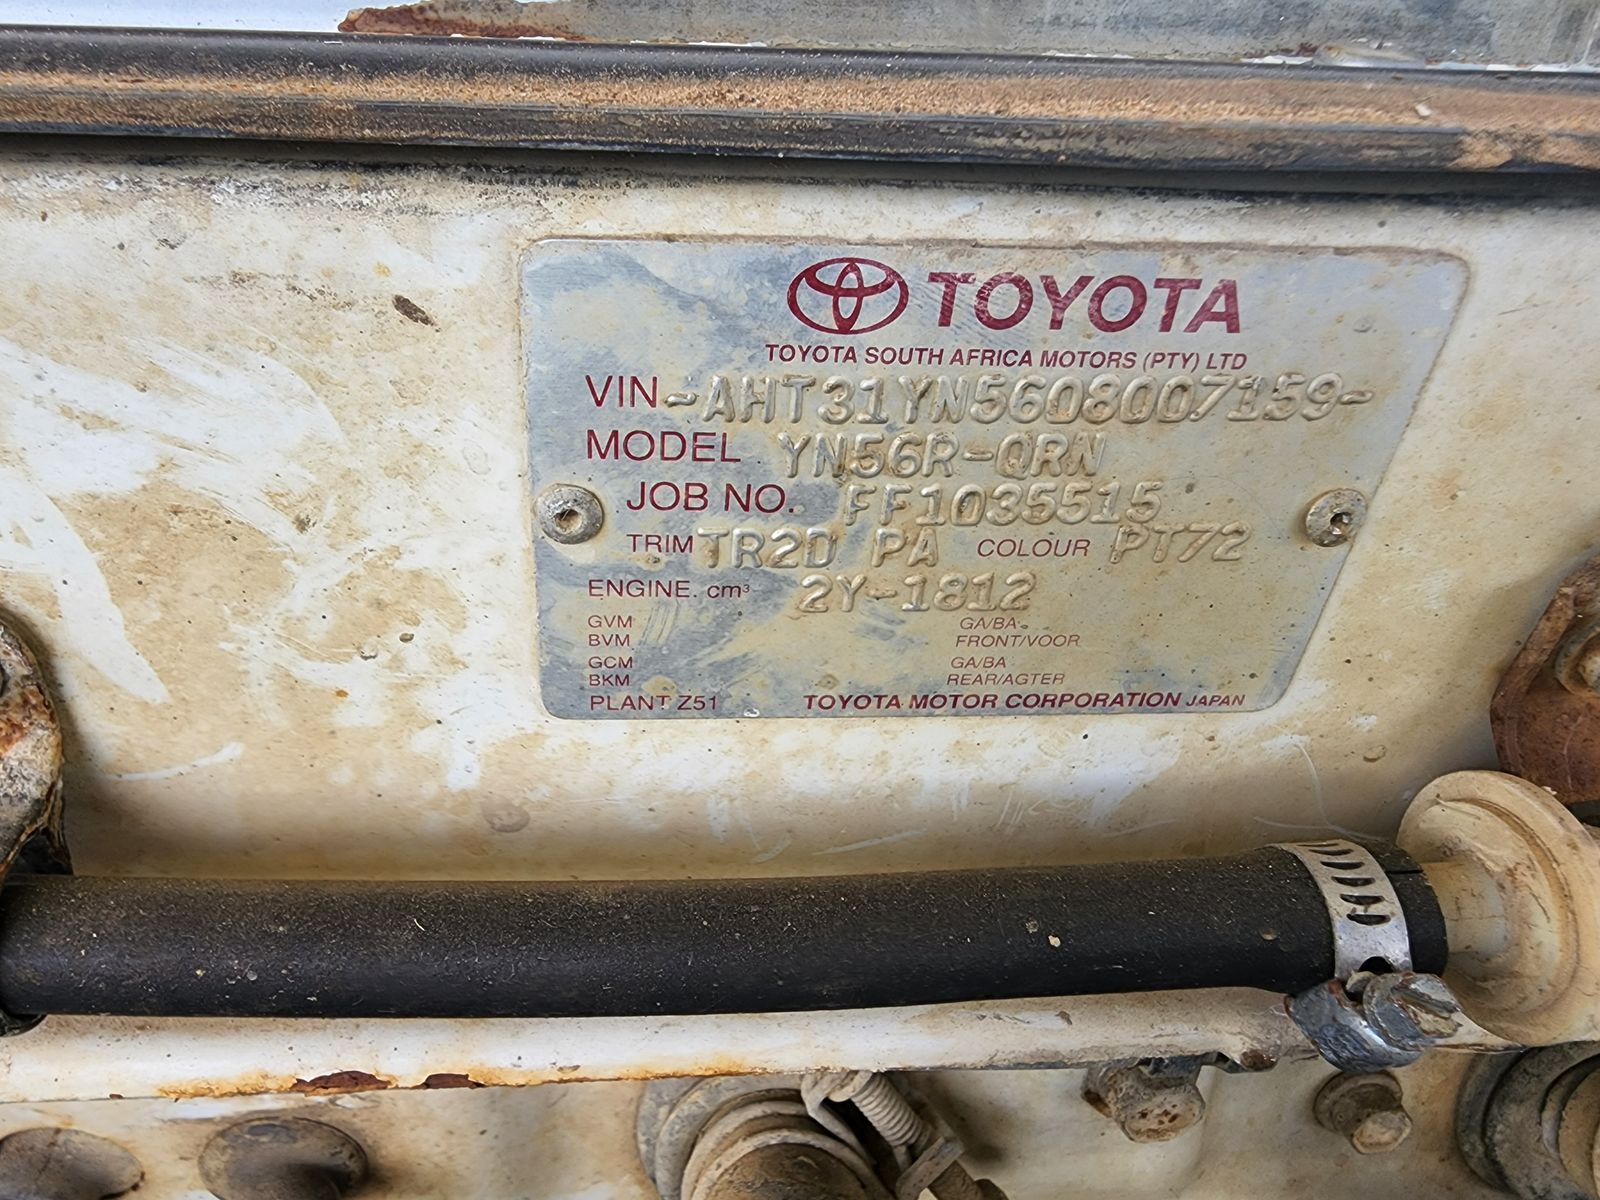 TOYOTA
TOYOTA SOUTH AFRICA MOTORS (PTY) LTD
VIN-AHT31YN5608007159-
MODEL YN56R-QRN
JOB NO. FF1035515
TRIM TR2D PA COLOUR PT72
ENGINE. cm³ 2Y-1812
GVM GA/BA
BVM FRONT/VOOR
GCM GA/BA
BKM REAR/AGTER
PLANT Z51 TOYOTA MOTOR CORPORATION JAPAN